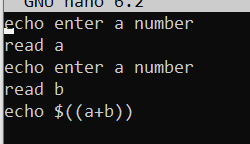 GNU nano 6.2
echo enter a number
read a
echo enter a number
read b
echo $((a+b))